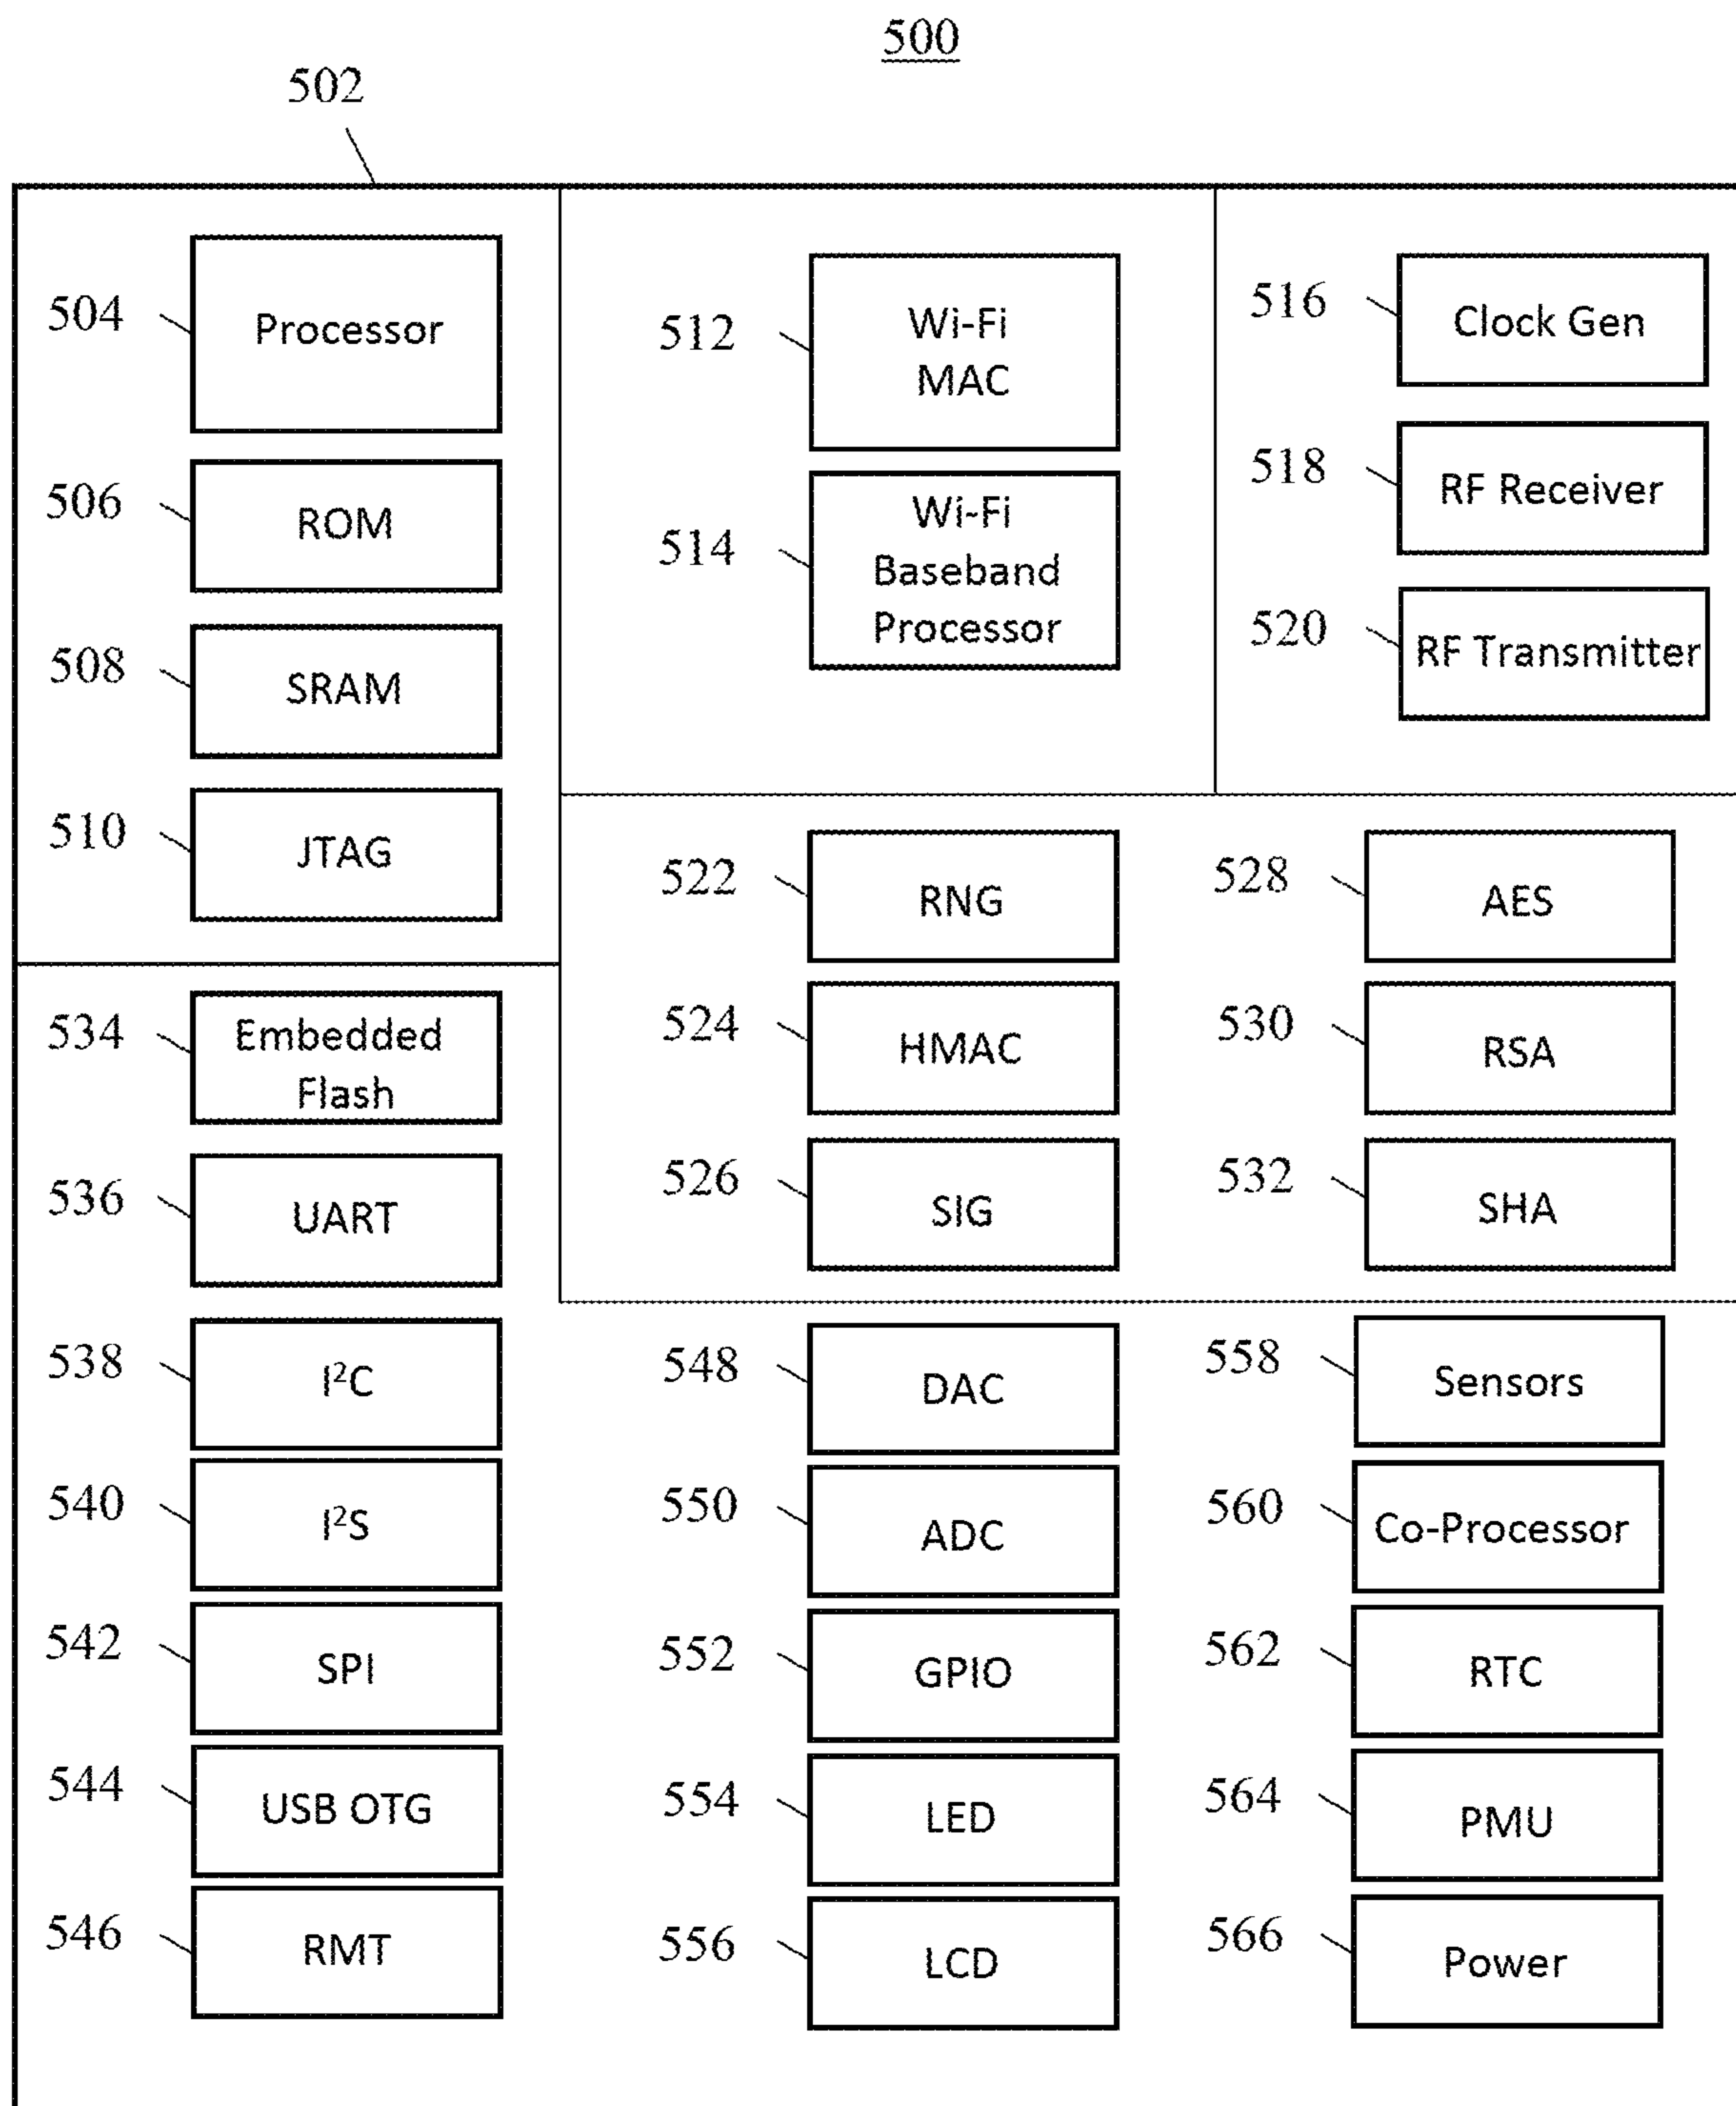 500
502
504
Processor
506
ROM
508
SRAM
510
JTAG
512
Wi-Fi
MAC
514
Wi-Fi
Baseband
Processor
516
Clock Gen
518
RF Receiver
520
RF Transmitter
522
RNG
524
HMAC
526
SIG
528
AES
530
RSA
532
SHA
534
Embedded
Flash
536
UART
538
I²C
540
I²S
542
SPI
544
USB OTG
546
RMT
548
DAC
550
ADC
552
GPIO
554
LED
556
LCD
558
Sensors
560
Co-Processor
562
RTC
564
PMU
566
Power